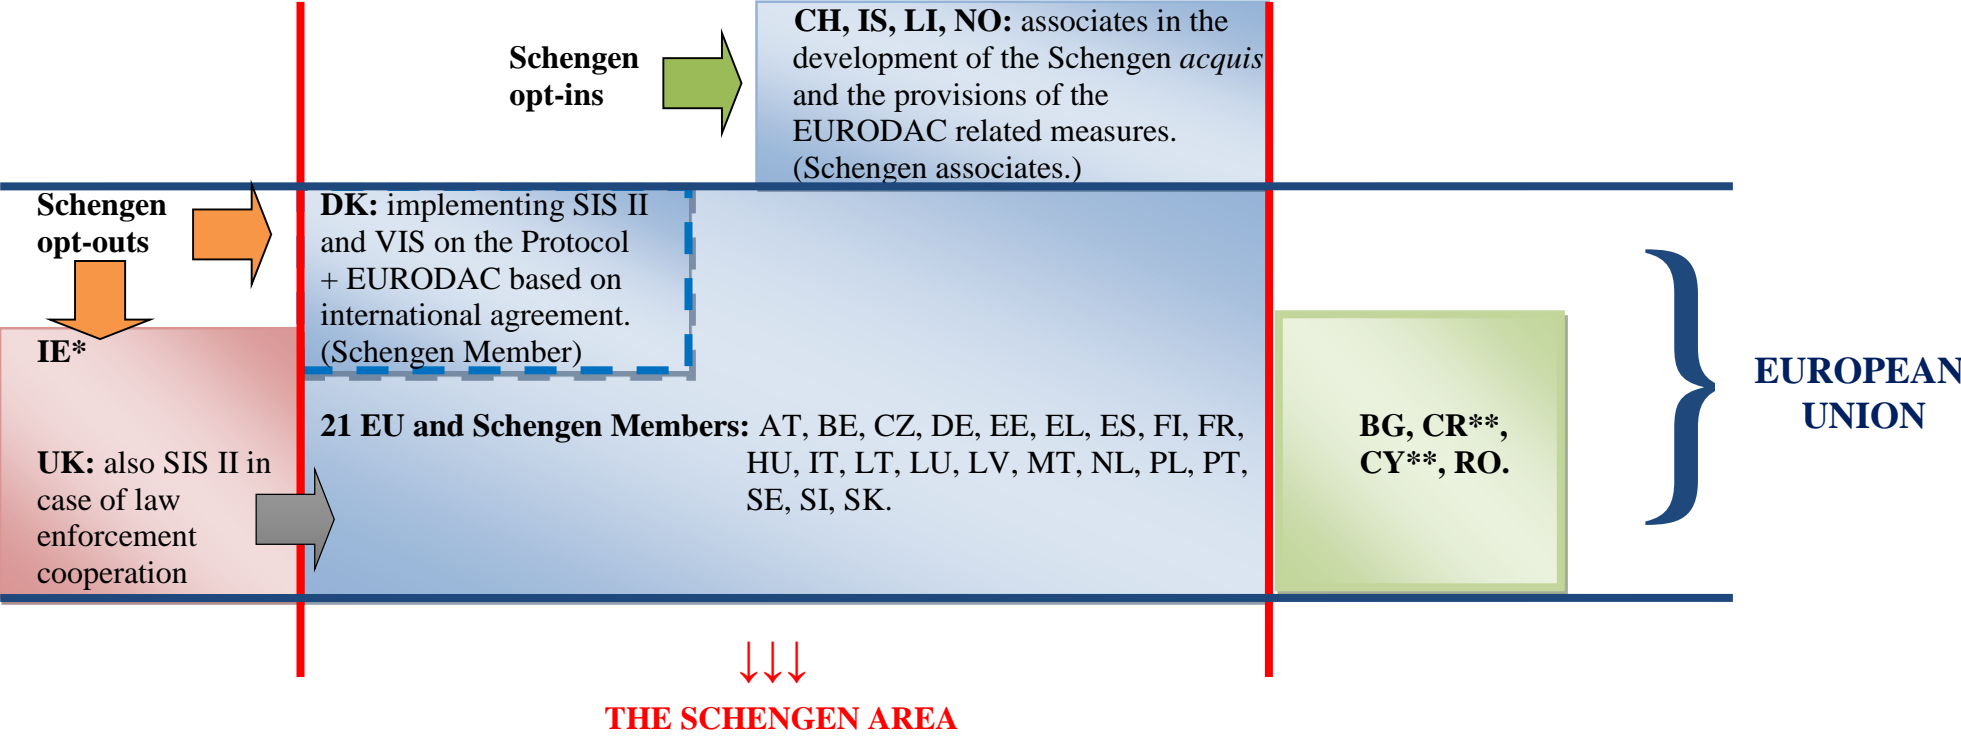 CH, IS, LI, NO: associates in the
development of the Schengen acquis
and the provisions of the
EURODAC related measures.
(Schengen associates.)
Schengen
opt-ins
Schengen
opt-outs
DK: implementing SIS II
and VIS on the Protocol
+ EURODAC based on
international agreement.
(Schengen Member)
IE*
UK: also SIS II in
case of law
enforcement
cooperation
21 EU and Schengen Members: AT, BE, CZ, DE, EE, EL, ES, FI, FR,
HU, IT, LT, LU, LV, MT, NL, PL, PT,
SE, SI, SK.
BG, CR**,
CY**, RO.
EUROPEAN
UNION
↓↓↓
THE SCHENGEN AREA